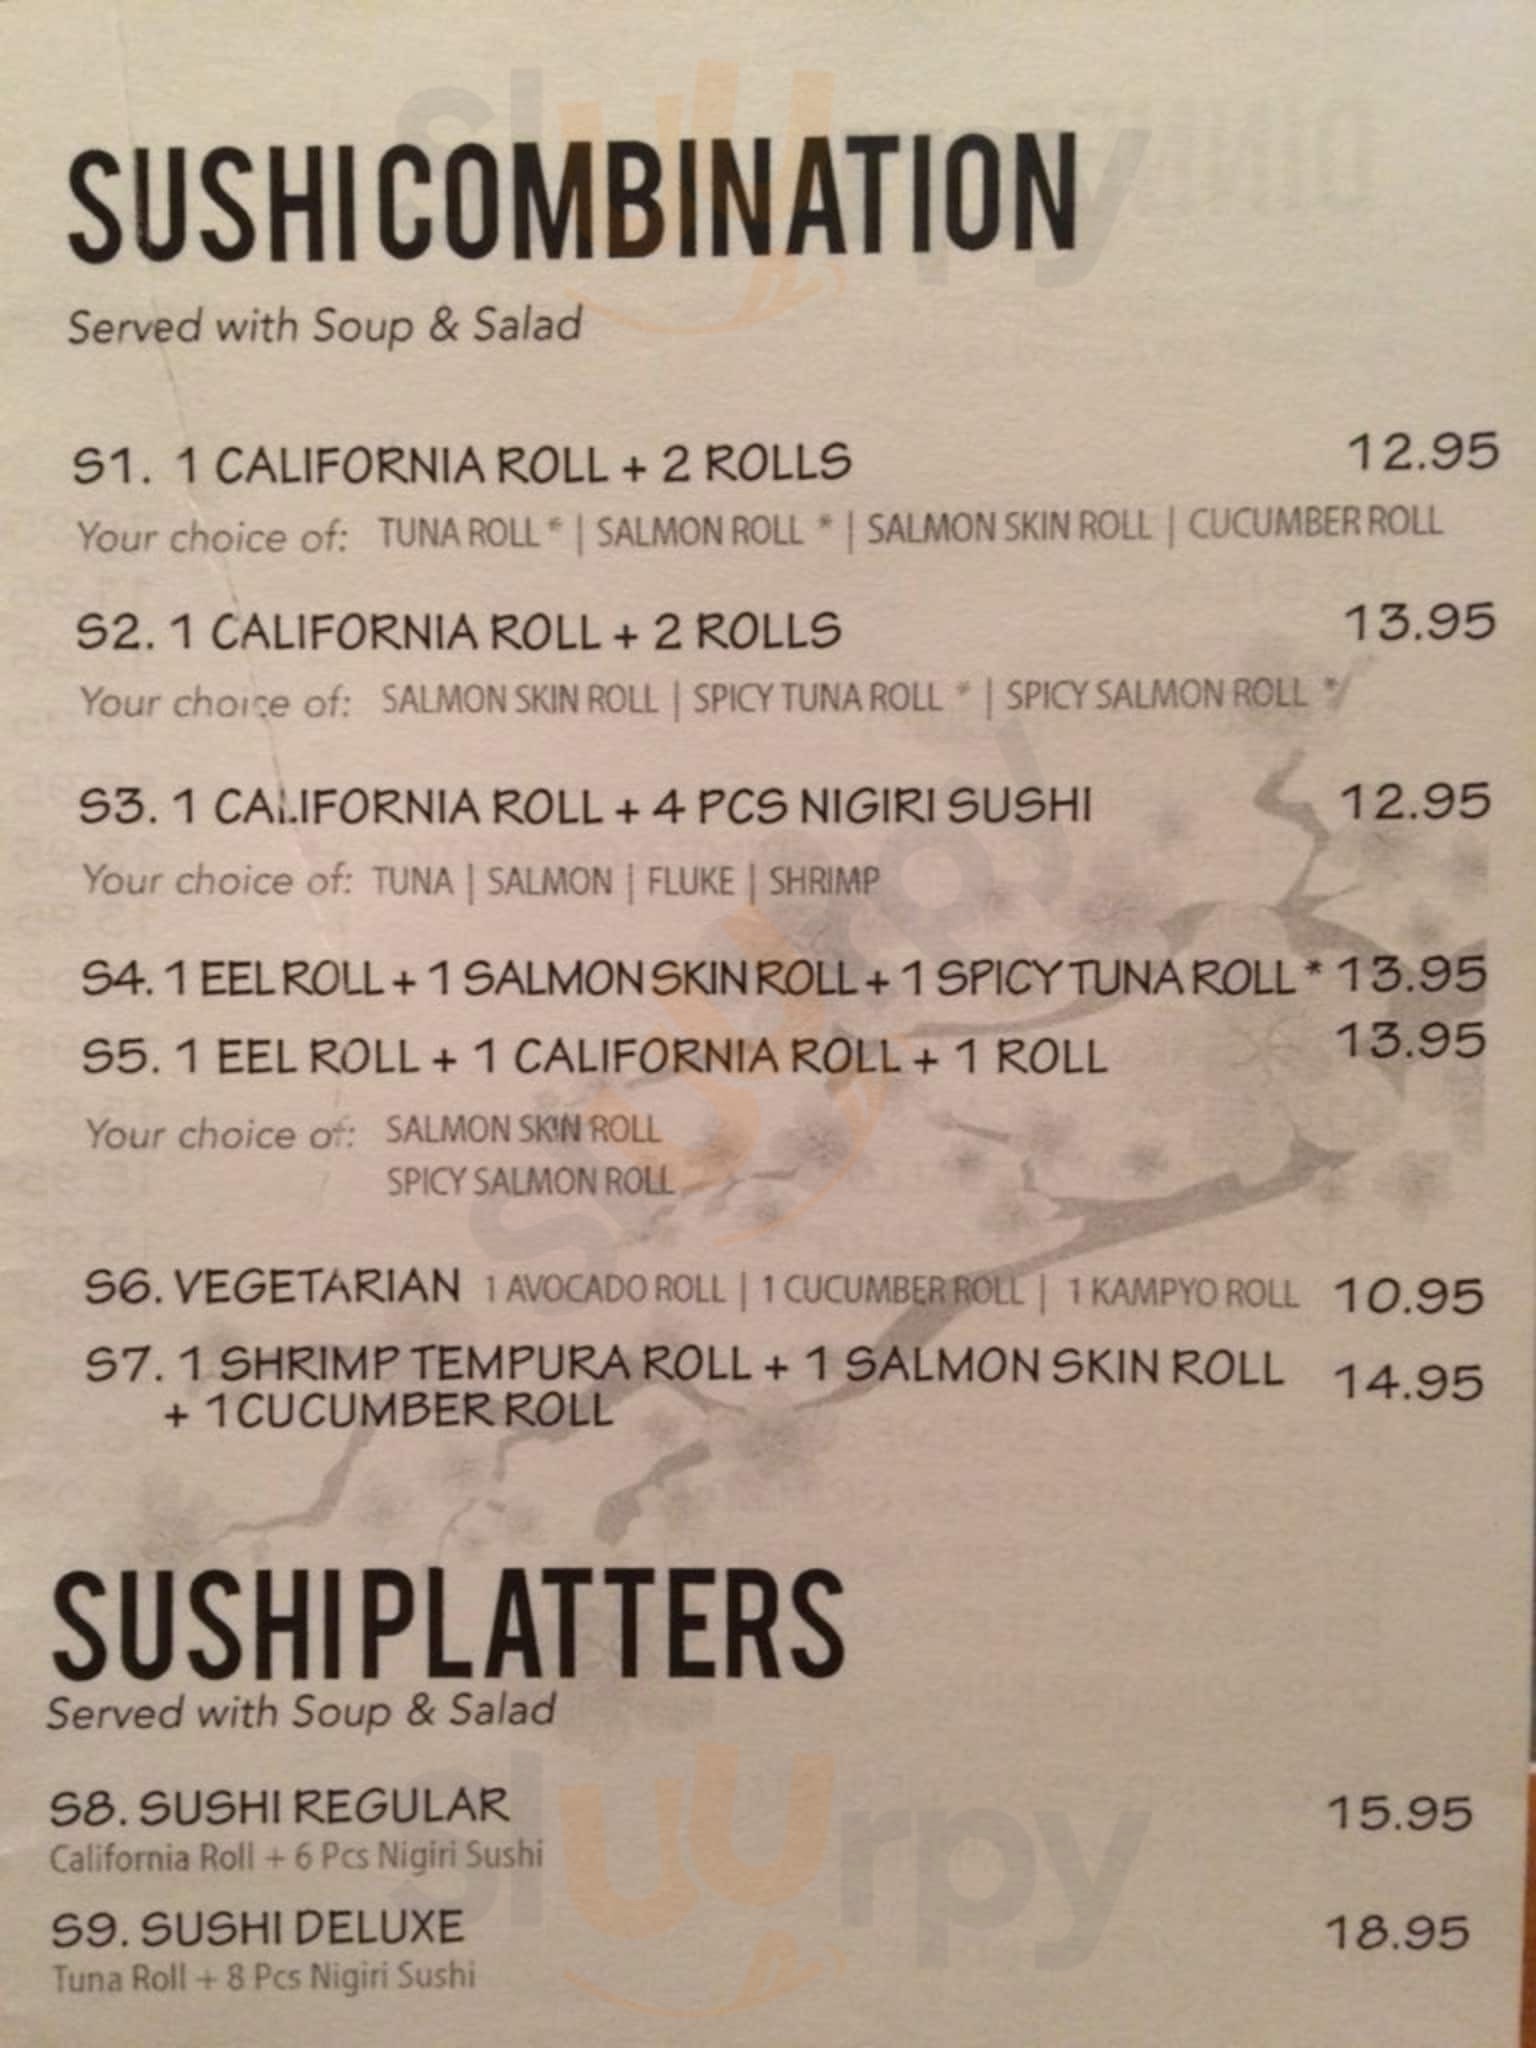 SUSHI COMBINATION
Served with Soup & Salad
S1. 1 CALIFORNIA ROLL + 2 ROLLS 12.95
Your choice of: TUNA ROLL * | SALMON ROLL * | SALMON SKIN ROLL | CUCUMBER ROLL
S2. 1 CALIFORNIA ROLL + 2 ROLLS 13.95
Your choice of: SALMON SKIN ROLL | SPICY TUNA ROLL * | SPICY SALMON ROLL *
S3. 1 CALIFORNIA ROLL + 4 PCS NIGIRI SUSHI 12.95
Your choice of: TUNA | SALMON | FLUKE | SHRIMP
S4. 1 EEL ROLL + 1 SALMON SKIN ROLL + 1 SPICY TUNA ROLL * 13.95
S5. 1 EEL ROLL + 1 CALIFORNIA ROLL + 1 ROLL 13.95
Your choice of: SALMON SKIN ROLL
SPICY SALMON ROLL
S6. VEGETARIAN 1 AVOCADO ROLL | 1 CUCUMBER ROLL | 1 KAMPYO ROLL 10.95
S7. 1 SHRIMP TEMPURA ROLL + 1 SALMON SKIN ROLL 14.95
+ 1 CUCUMBER ROLL
SUSHI PLATTERS
Served with Soup & Salad
S8. SUSHI REGULAR 15.95
California Roll + 6 Pcs Nigiri Sushi
S9. SUSHI DELUXE 18.95
Tuna Roll + 8 Pcs Nigiri Sushi
sluurpy
sluurpy
sluurpy